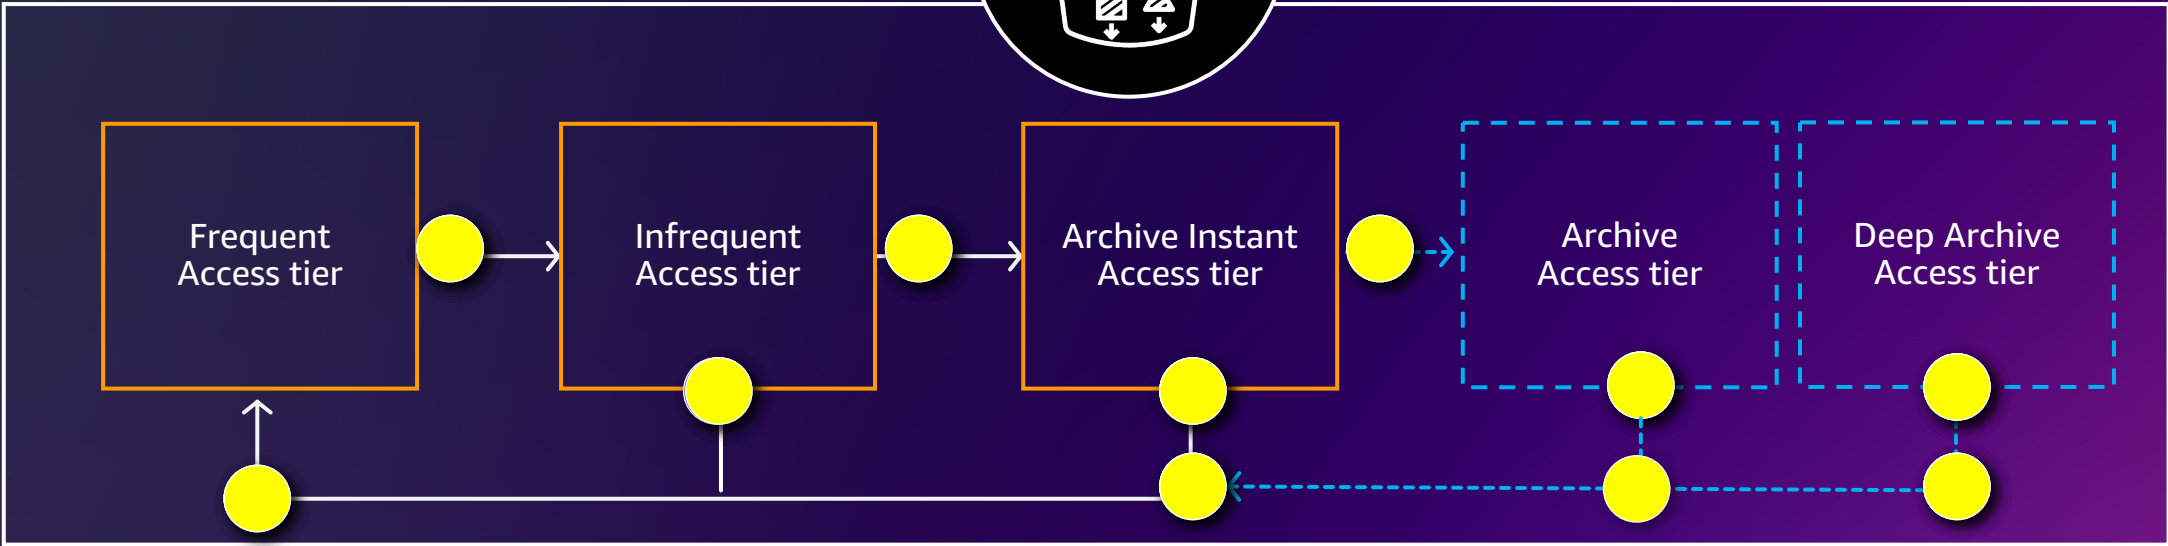 Frequent
Access tier
Infrequent
Access tier
Archive Instant
Access tier
Archive
Access tier
Deep Archive
Access tier